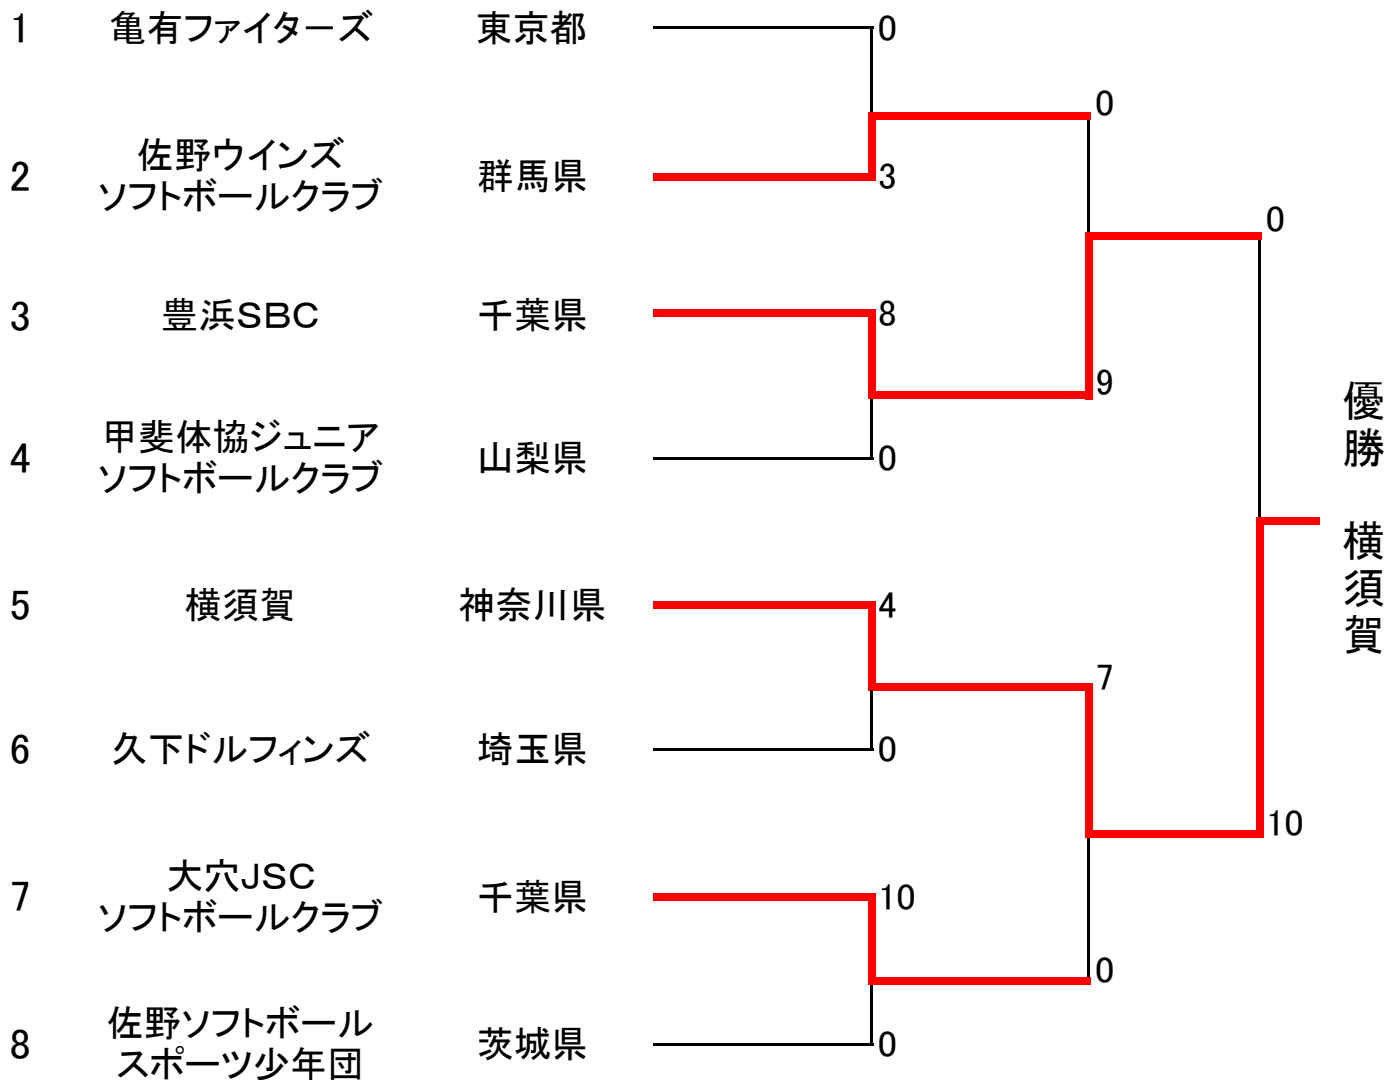 1 亀有ファイターズ 東京都 0
0
佐野ウインズ
2 群馬県 3
ソフトボールクラブ
0
3 豊浜SBC 千葉県 8
9
甲斐体協ジュニア
4 山梨県 0
ソフトボールクラブ
優勝 横須賀
5 横須賀 神奈川県 4
7
6 久下ドルフィンズ 埼玉県 0
10
大穴JSC
7 千葉県 10
ソフトボールクラブ
0
佐野ソフトボール
8 茨城県 0
スポーツ少年団